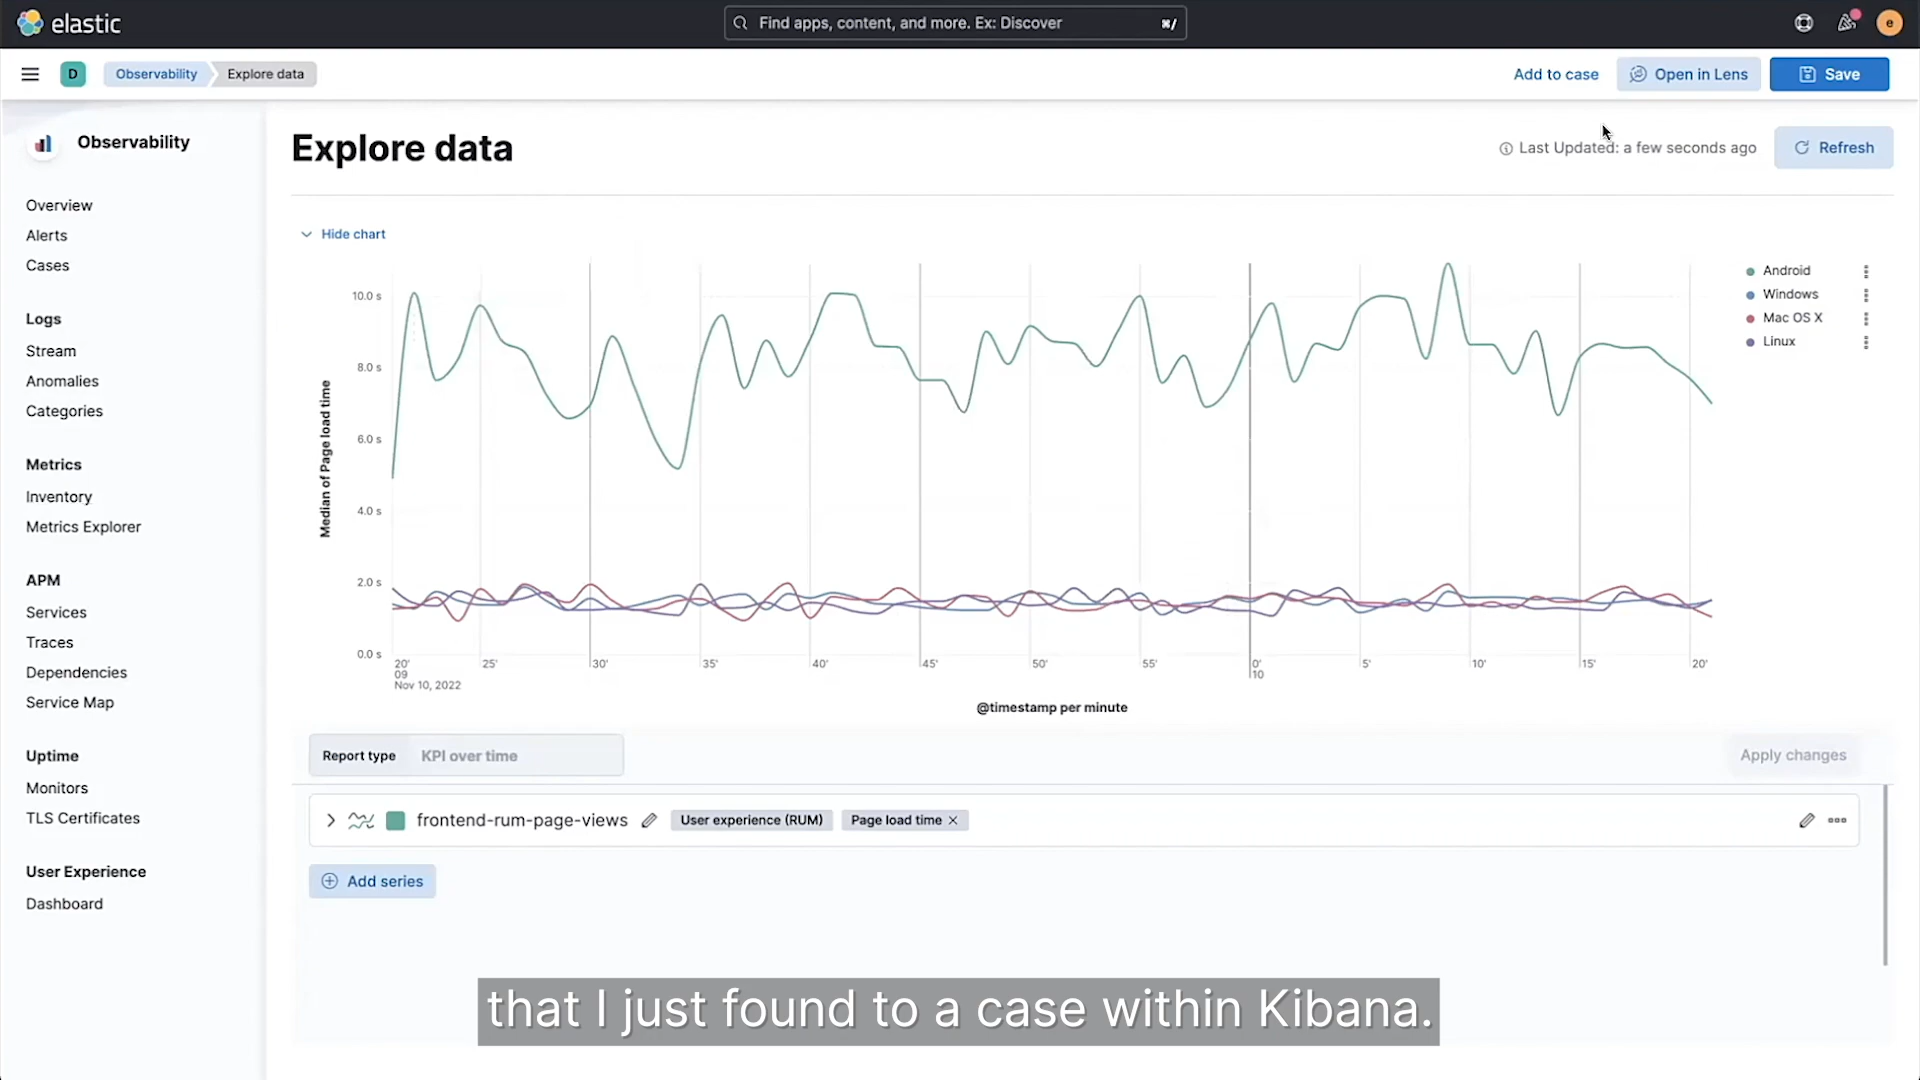 elastic
Find apps, content, and more. Ex: Discover
⌘/
e
D
Observability
Explore data
Add to case
Open in Lens
Save
Observability
Explore data
Last Updated: a few seconds ago
Refresh
Overview
Alerts
Cases
Logs
Stream
Anomalies
Categories
Metrics
Inventory
Metrics Explorer
APM
Services
Traces
Dependencies
Service Map
Uptime
Monitors
TLS Certificates
User Experience
Dashboard
Hide chart
Median of Page load time
10.0 s
8.0 s
6.0 s
4.0 s
2.0 s
0.0 s
20' 25' 30' 35' 40' 45' 50' 55' 0' 5' 10' 15' 20'
09 10
Nov 10, 2022
@timestamp per minute
Android
Windows
Mac OS X
Linux
Report type KPI over time
Apply changes
frontend-rum-page-views
User experience (RUM)
Page load time
Add series
that I just found to a case within Kibana.